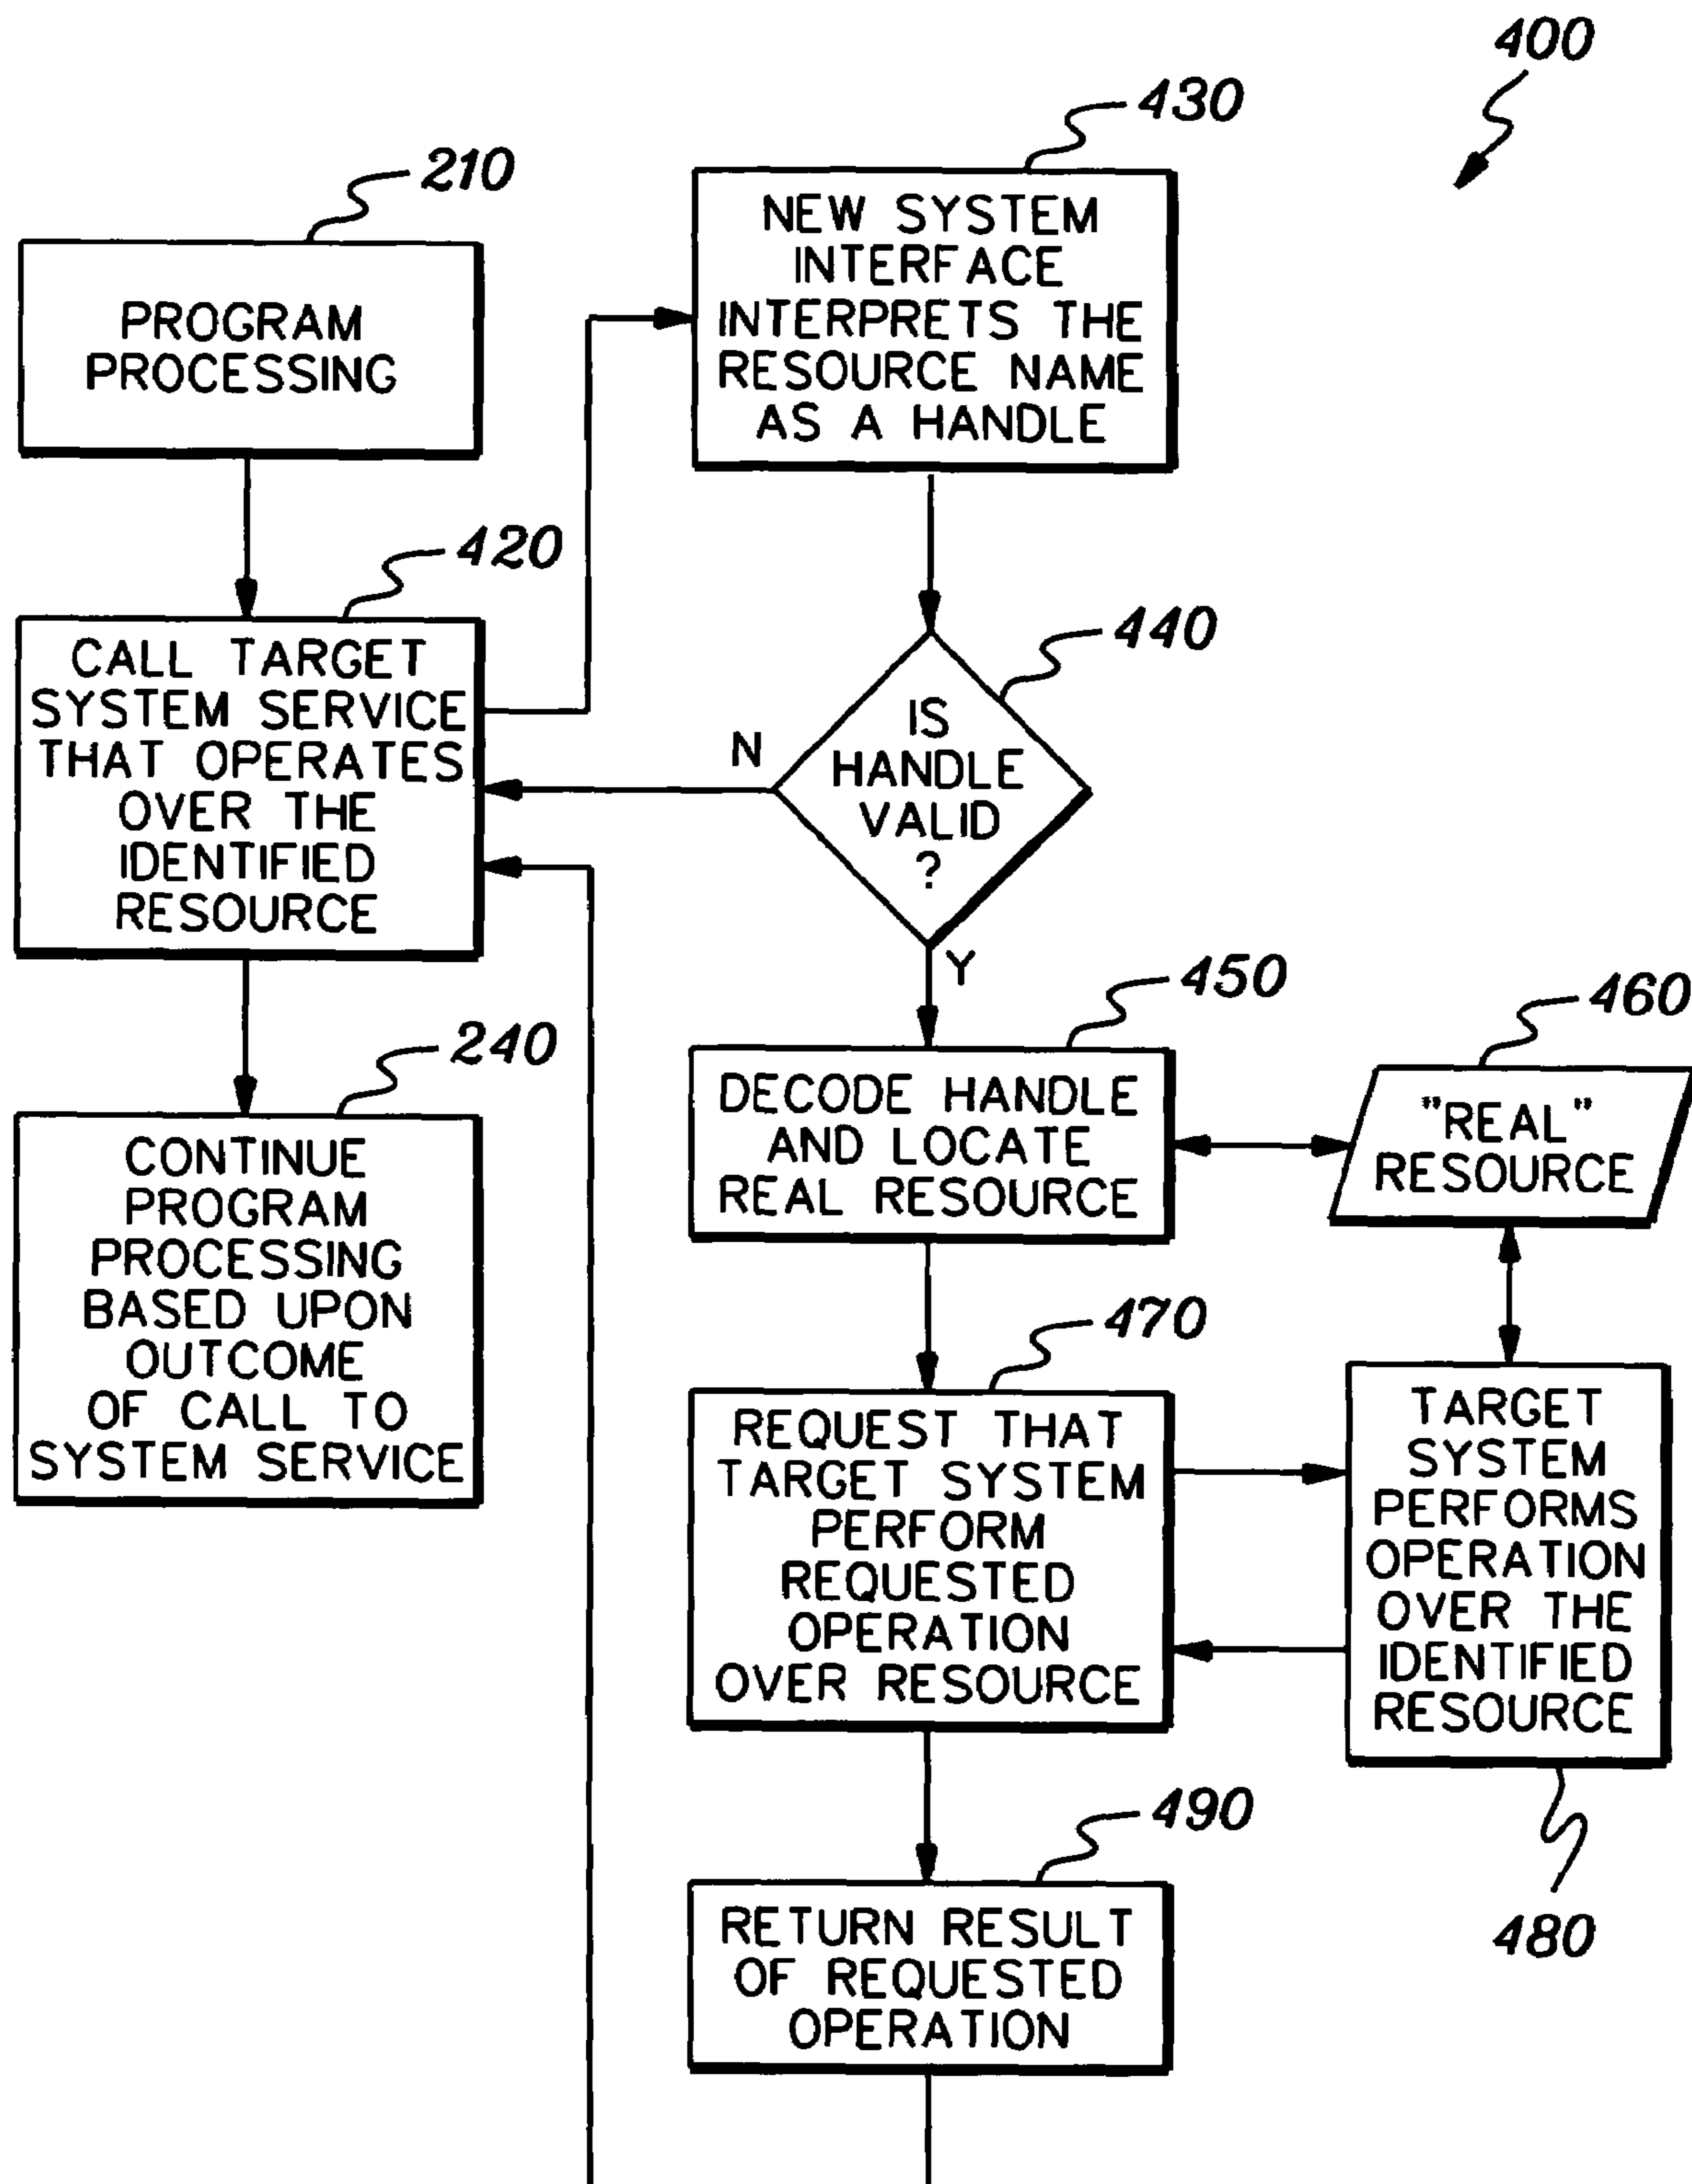 400
430
210
NEW SYSTEM
INTERFACE
INTERPRETS THE
RESOURCE NAME
AS A HANDLE
PROGRAM
PROCESSING
420
440
CALL TARGET
SYSTEM SERVICE
THAT OPERATES
OVER THE
IDENTIFIED
RESOURCE
N
IS
HANDLE
VALID
?
Y
450
460
240
DECODE HANDLE
AND LOCATE
REAL RESOURCE
"REAL"
RESOURCE
CONTINUE
PROGRAM
PROCESSING
BASED UPON
OUTCOME
OF CALL TO
SYSTEM SERVICE
470
REQUEST THAT
TARGET SYSTEM
PERFORM
REQUESTED
OPERATION
OVER RESOURCE
TARGET
SYSTEM
PERFORMS
OPERATION
OVER THE
IDENTIFIED
RESOURCE
490
480
RETURN RESULT
OF REQUESTED
OPERATION